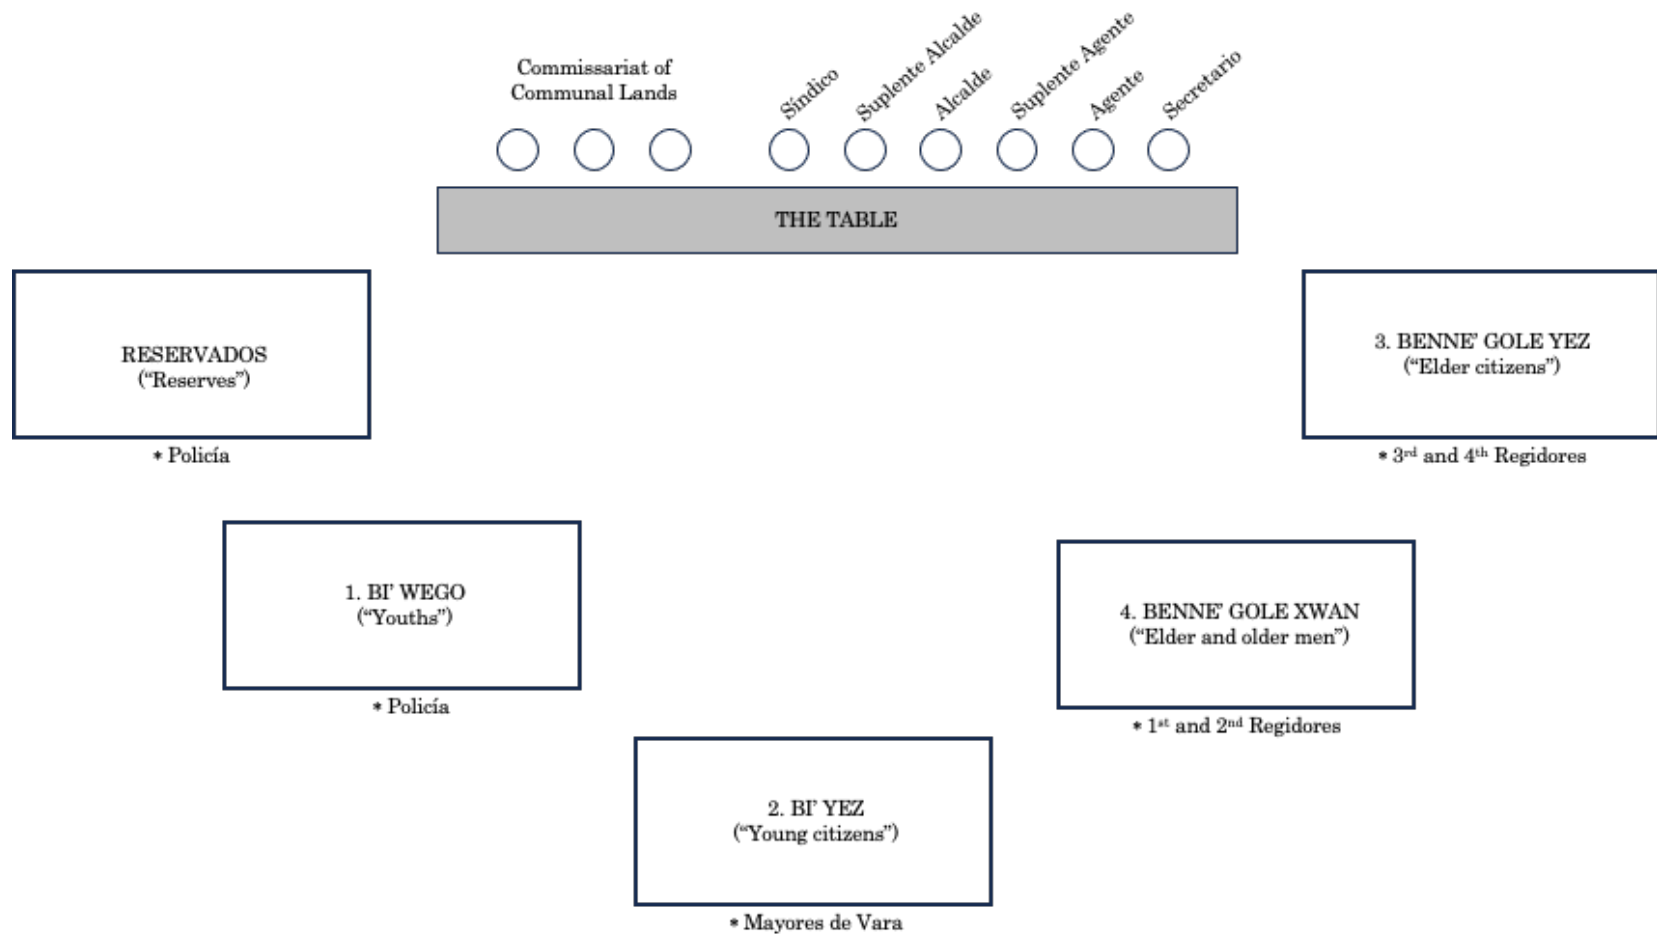 Commissariat of
Communal Lands
Síndico
Suplente Alcalde
Alcalde
Suplente Agente
Agente
Secretario
THE TABLE
RESERVADOS
(“Reserves”)
* Policía
3. BENNE’ GOLE YEZ
(“Elder citizens”)
* 3rd and 4th Regidores
1. BI’ WEGO
(“Youths”)
* Policía
4. BENNE’ GOLE XWAN
(“Elder and older men”)
* 1st and 2nd Regidores
2. BI’ YEZ
(“Young citizens”)
* Mayores de Vara